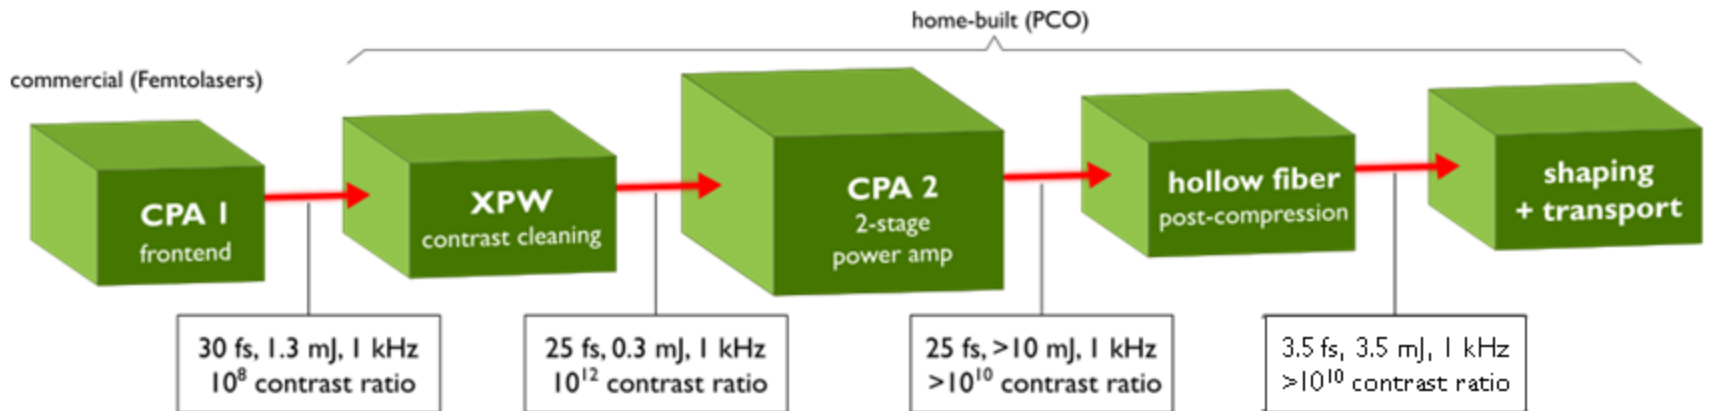 home-built (PCO)
commercial (Femtolasers)
CPA 1
frontend
XPW
contrast cleaning
CPA 2
2-stage
power amp
hollow fiber
post-compression
shaping
+ transport
30 fs, 1.3 mJ, 1 kHz
10⁸ contrast ratio
25 fs, 0.3 mJ, 1 kHz
10¹² contrast ratio
25 fs, >10 mJ, 1 kHz
>10¹⁰ contrast ratio
3.5 fs, 3.5 mJ, 1 kHz
>10¹⁰ contrast ratio